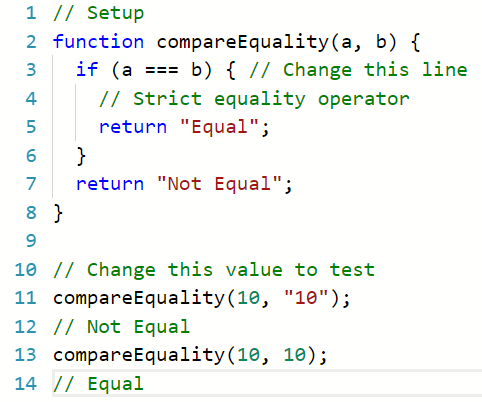 1 // Setup
2 function compareEquality(a, b) {
3   if (a === b) { // Change this line
4     // Strict equality operator
5     return "Equal";
6   }
7   return "Not Equal";
8 }
9
10 // Change this value to test
11 compareEquality(10, "10");
12 // Not Equal
13 compareEquality(10, 10);
14 // Equal